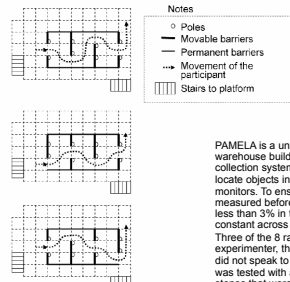 Notes
Poles
Movable barriers
Permanent barriers
Movement of the
participant
Stairs to platform
PAMELA is a un
warehouse build
collection system
locate objects in
monitors. To ens
measured before
less than 3% in t
constant across
Three of the 8 ra
experimenter, th
did not speak to
was tested with a